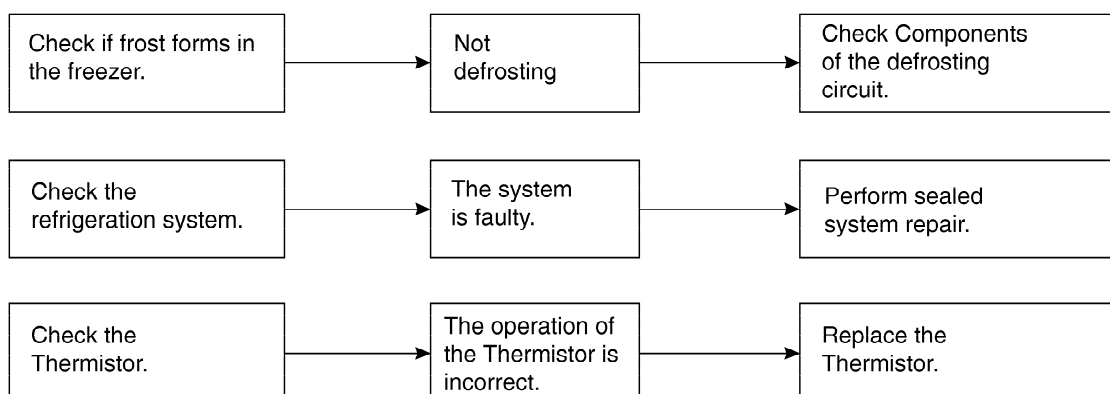 Check if frost forms in
the freezer.
Not
defrosting
Check Components
of the defrosting
circuit.
Check the
refrigeration system.
The system
is faulty.
Perform sealed
system repair.
Check the
Thermistor.
The operation of
the Thermistor is
incorrect.
Replace the
Thermistor.